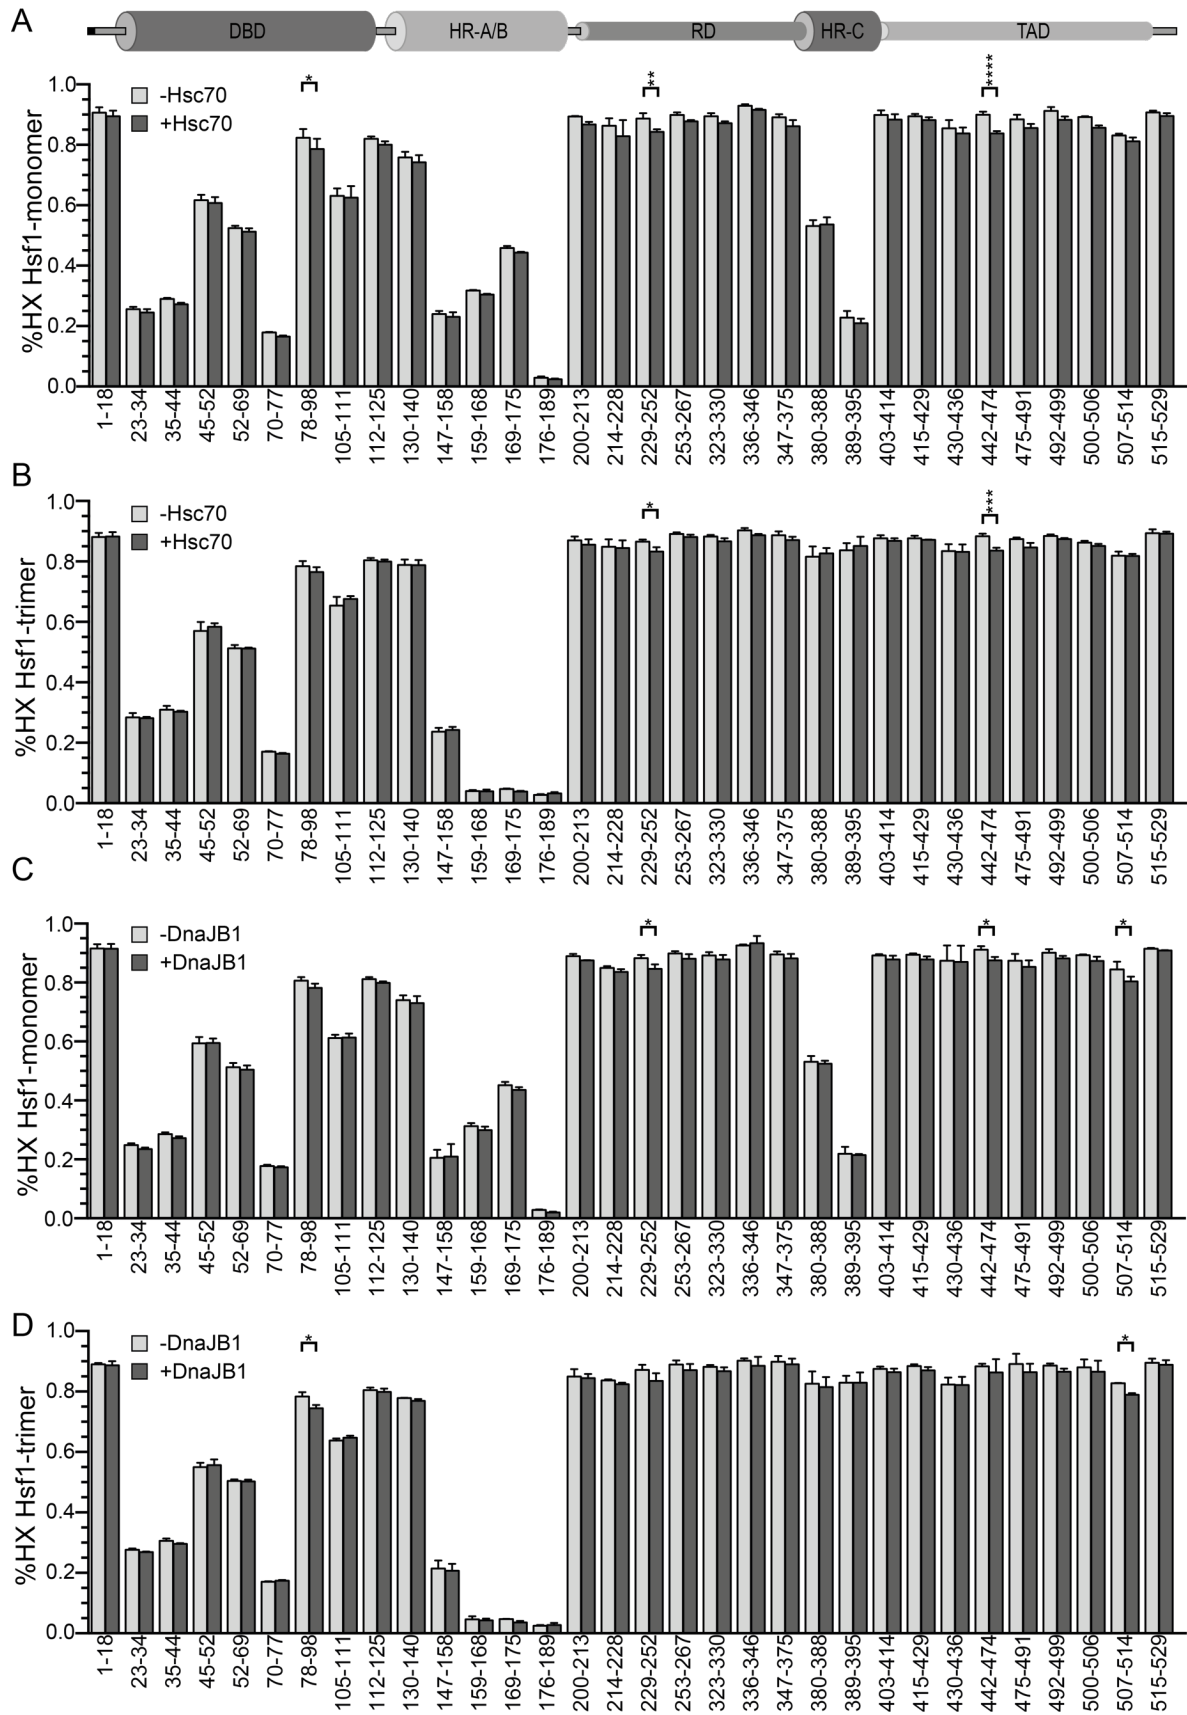 A
DBD HR-A/B RD HR-C TAD
%HX Hsf1-monomer
1.0
0.8
0.6
0.4
0.2
0.0
-Hsc70
+Hsc70
* ** ****
1-18 23-34 35-44 45-52 52-69 70-77 78-98 105-111 112-125 130-140 147-158 159-168 169-175 176-189 200-213 214-228 229-252 253-267 323-330 336-346 347-375 380-388 389-395 403-414 415-429 430-436 442-474 475-491 492-499 500-506 507-514 515-529
B
%HX Hsf1-trimer
1.0
0.8
0.6
0.4
0.2
0.0
-Hsc70
+Hsc70
* ***
1-18 23-34 35-44 45-52 52-69 70-77 78-98 105-111 112-125 130-140 147-158 159-168 169-175 176-189 200-213 214-228 229-252 253-267 323-330 336-346 347-375 380-388 389-395 403-414 415-429 430-436 442-474 475-491 492-499 500-506 507-514 515-529
C
%HX Hsf1-monomer
1.0
0.8
0.6
0.4
0.2
0.0
-DnaJB1
+DnaJB1
* * *
1-18 23-34 35-44 45-52 52-69 70-77 78-98 105-111 112-125 130-140 147-158 159-168 169-175 176-189 200-213 214-228 229-252 253-267 323-330 336-346 347-375 380-388 389-395 403-414 415-429 430-436 442-474 475-491 492-499 500-506 507-514 515-529
D
%HX Hsf1-trimer
1.0
0.8
0.6
0.4
0.2
0.0
-DnaJB1
+DnaJB1
* *
1-18 23-34 35-44 45-52 52-69 70-77 78-98 105-111 112-125 130-140 147-158 159-168 169-175 176-189 200-213 214-228 229-252 253-267 323-330 336-346 347-375 380-388 389-395 403-414 415-429 430-436 442-474 475-491 492-499 500-506 507-514 515-529